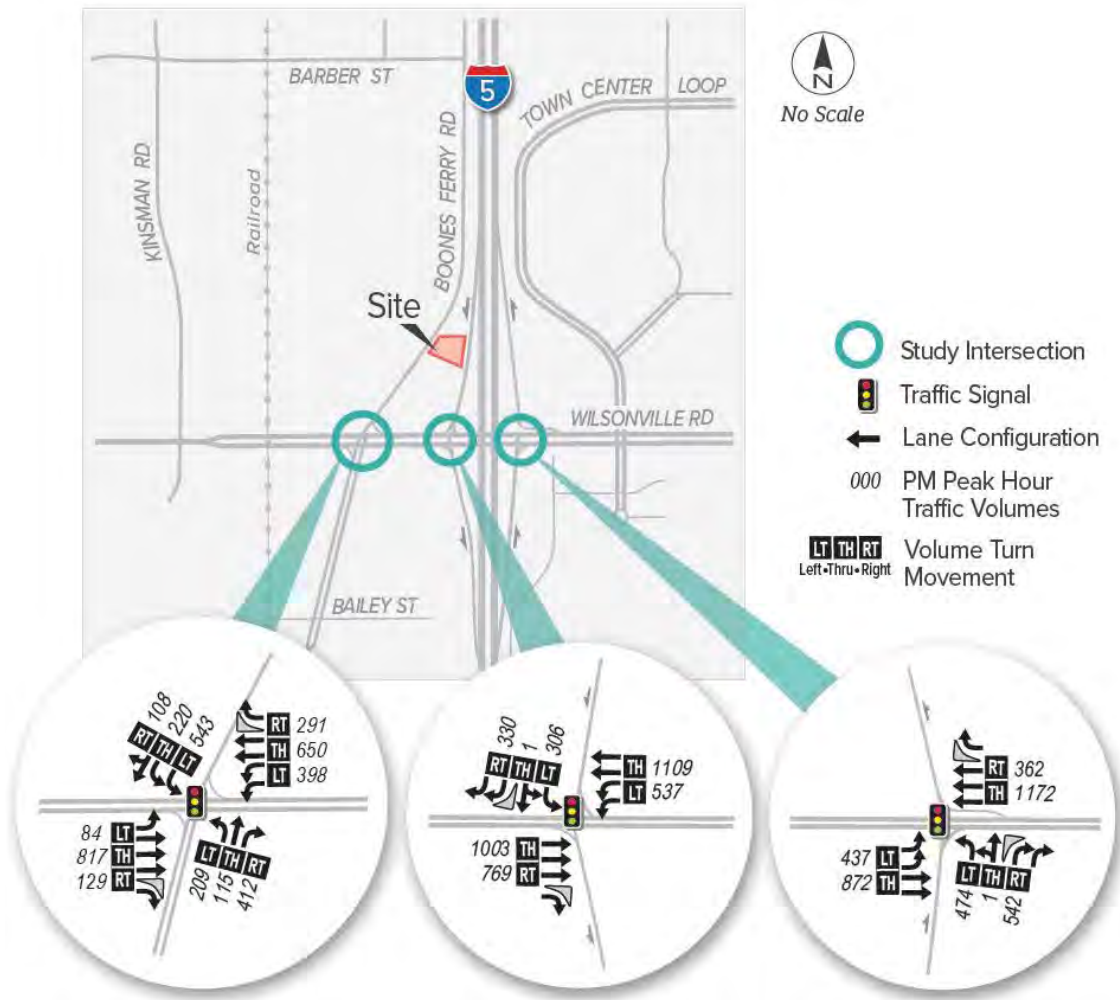 BARBER ST
5
TOWN CENTER LOOP
N
No Scale
KINSMAN RD
Railroad
BOONES FERRY RD
Site
WILSONVILLE RD
BAILEY ST
Study Intersection
Traffic Signal
Lane Configuration
000 PM Peak Hour
Traffic Volumes
LT TH RT Volume Turn
Left•Thru•Right Movement
108 220 543
RT TH LT
RT 291
TH 650
LT 398
84 LT
817 TH
129 RT
LT TH RT
209 115 412
330 1 306
RT TH LT
TH 1109
LT 537
1003 TH
769 RT
RT 362
TH 1172
437 LT
872 TH
LT TH RT
474 1 542